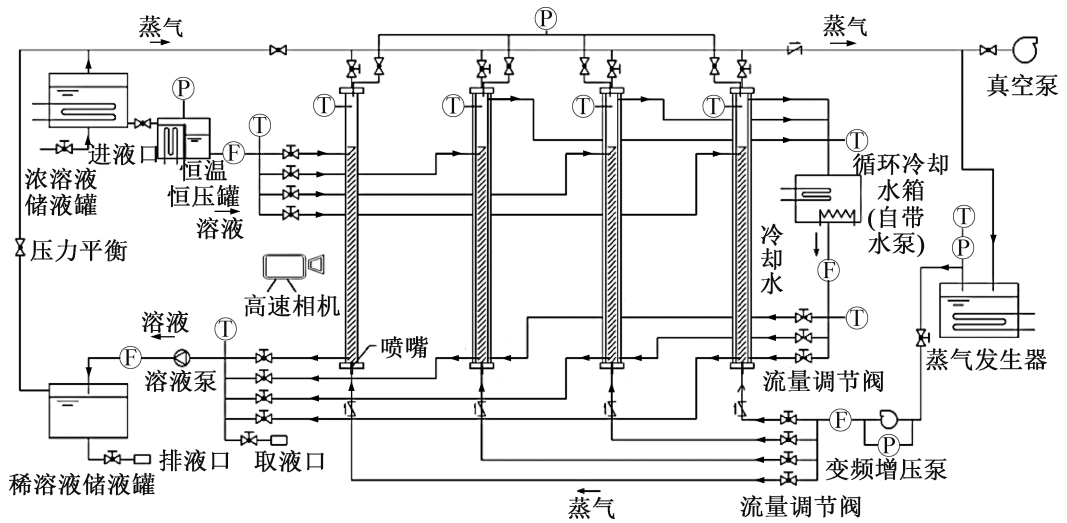 蒸气
P
蒸气
真空泵
P
T
T
T
T
T
进液口
浓溶液
储液罐
恒温
恒压罐
F
溶液
T
循环冷却
水箱
(自带
水泵)
冷却水
T
P
压力平衡
高速相机
F
溶液
T
T
喷嘴
F
溶液泵
流量调节阀
蒸气发生器
F
P
排液口
取液口
变频增压泵
稀溶液储液罐
蒸气
流量调节阀